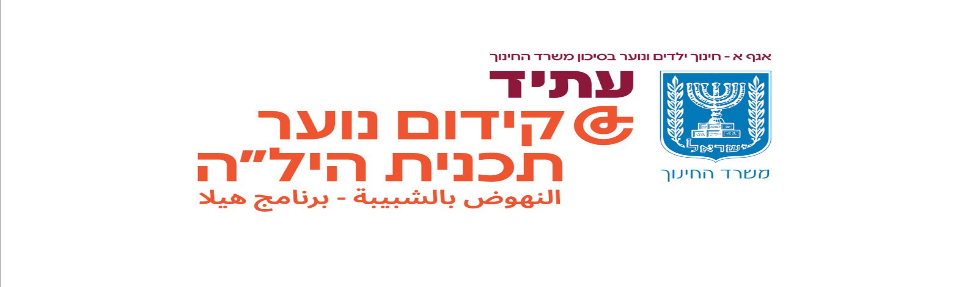 אגף א - חינוך ילדים ונוער בסיכון משרד החינוך
עתיד
קידום נוער
תכנית היל״ה
النهوض بالشبيبة - برنامج هيلا
ישראל
משרד החינוך